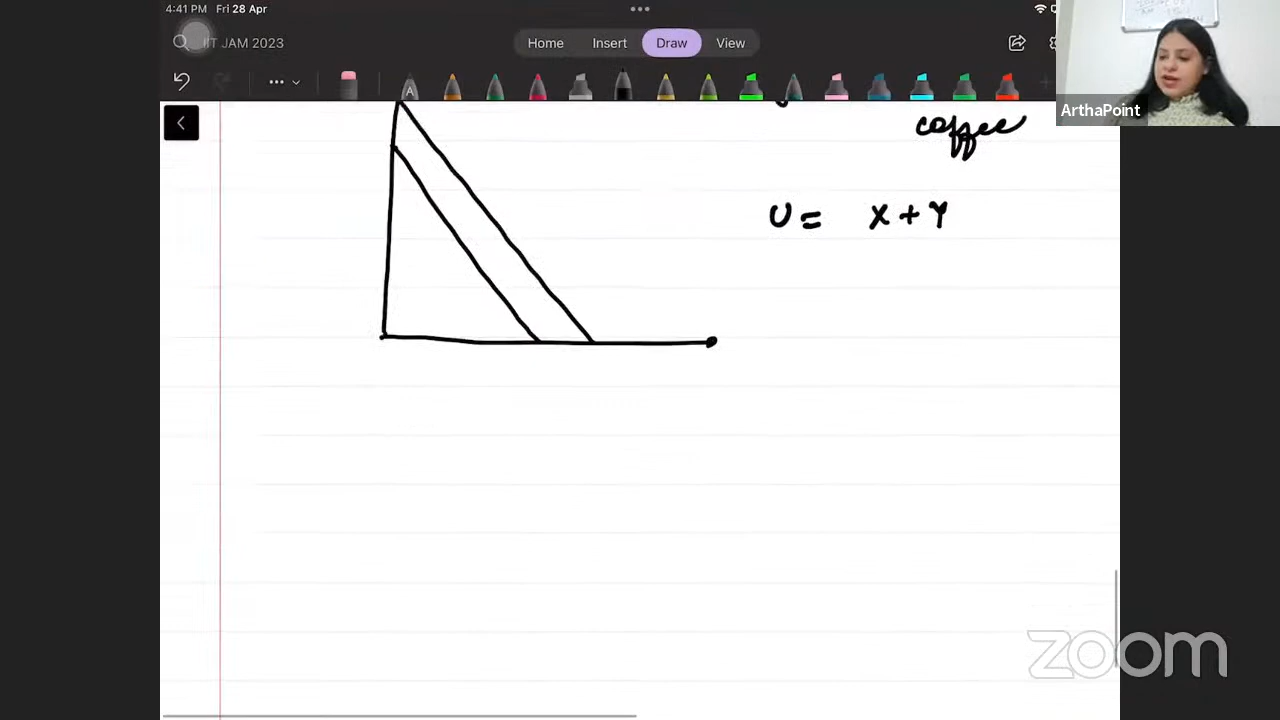 4:41 PM Fri 28 Apr
IIT JAM 2023
Home Insert Draw View
A
ArthaPoint
coffee
U = X + Y
zoom